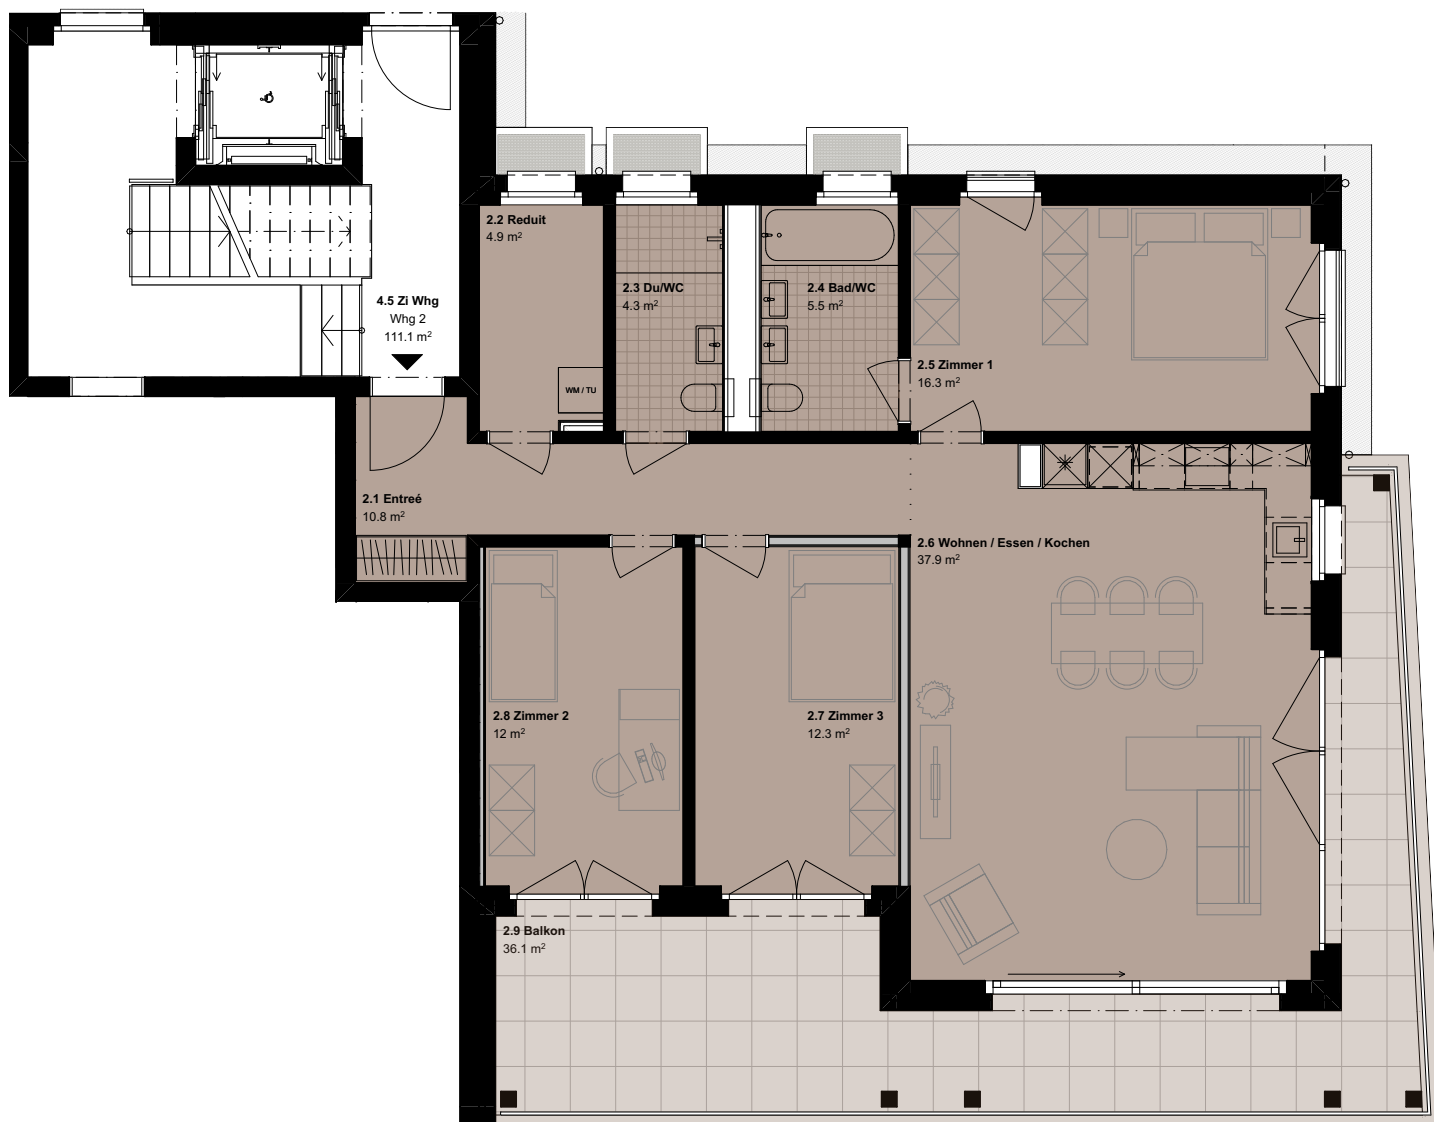 2.2 Reduit
4.9 m²
2.3 Du/WC
4.3 m²
2.4 Bad/WC
5.5 m²
4.5 Zi Whg
Whg 2
111.1 m²
2.5 Zimmer 1
16.3 m²
WM / TU
2.1 Entreé
10.8 m²
2.6 Wohnen / Essen / Kochen
37.9 m²
2.8 Zimmer 2
12 m²
2.7 Zimmer 3
12.3 m²
2.9 Balkon
36.1 m²